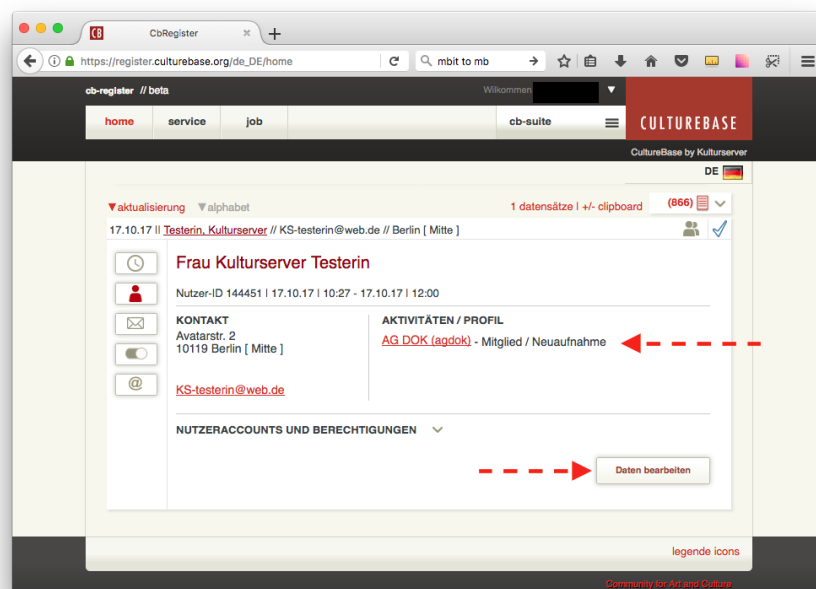 CB CbRegister × +
https://register.culturebase.org/de_DE/home
mbit to mb
cb-register // beta
Wilkommen
home service job cb-suite
CULTUREBASE
CultureBase by Kulturserver
DE
▼aktualisierung ▼alphabet 1 datensätze I +/- clipboard (866)
17.10.17 II Testerin, Kulturserver // KS-testerin@web.de // Berlin [ Mitte ]
Frau Kulturserver Testerin
Nutzer-ID 144451 I 17.10.17 I 10:27 - 17.10.17 I 12:00
KONTAKT
Avatarstr. 2
10119 Berlin [ Mitte ]
KS-testerin@web.de
AKTIVITÄTEN / PROFIL
AG DOK (agdok) - Mitglied / Neuaufnahme
@
NUTZERACCOUNTS UND BERECHTIGUNGEN
Daten bearbeiten
legende icons
Community for Art and Culture